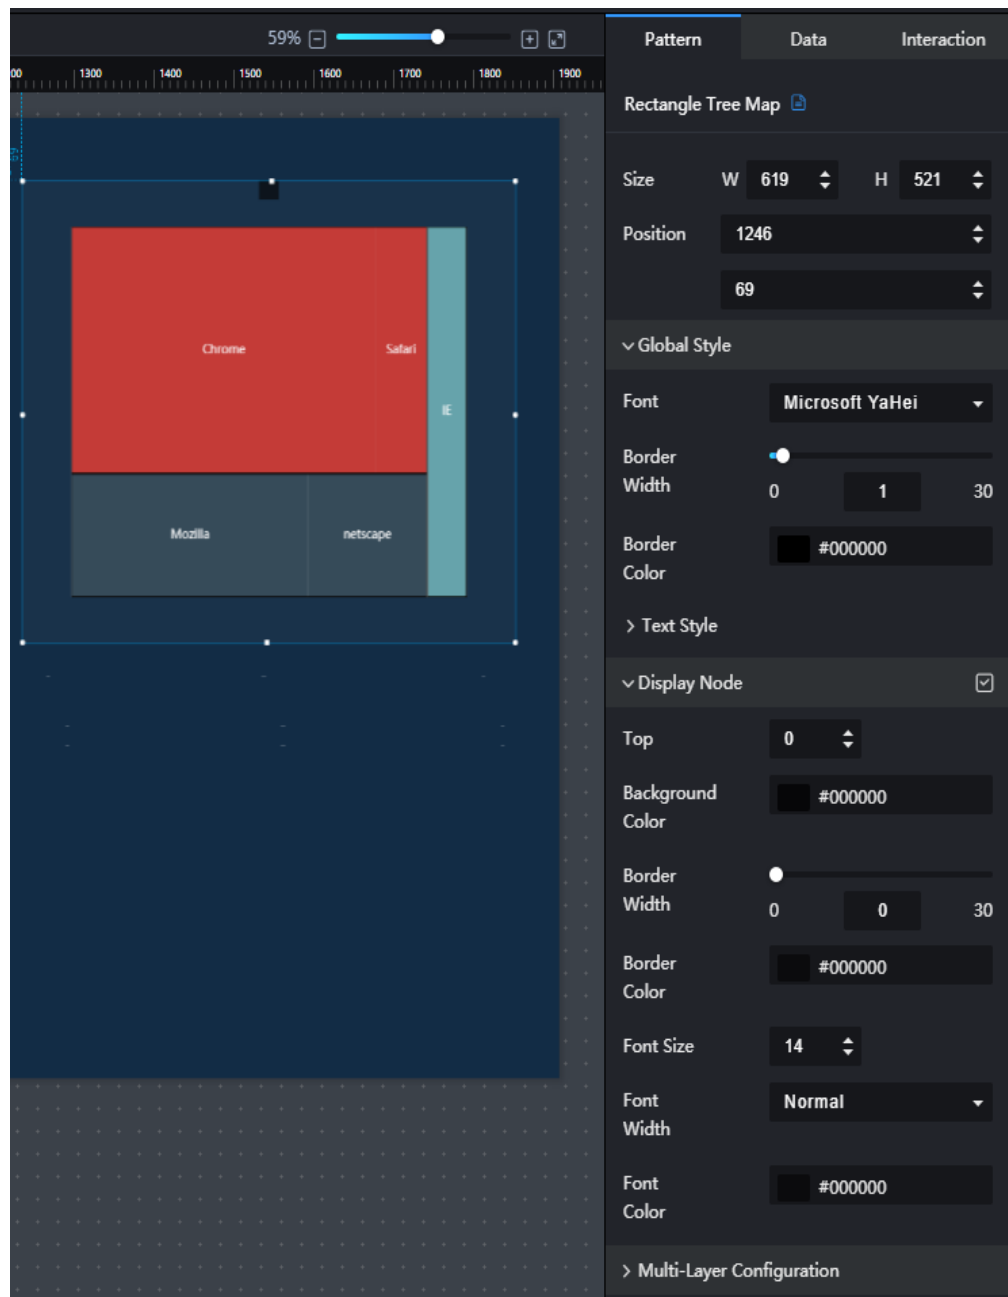 59%
Pattern Data Interaction
00 1300 1400 1500 1600 1700 1800 1900
Rectangle Tree Map
Size W 619 H 521
Position 1246
69
Global Style
Font Microsoft YaHei
Border
Width
0 1 30
Border
Color
#000000
Text Style
Display Node
Top 0
Background
Color
#000000
Border
Width
0 0 30
Border
Color
#000000
Font Size 14
Font
Width
Normal
Font
Color
#000000
Multi-Layer Configuration
Chrome
Safari
IE
Mozilla
netscape